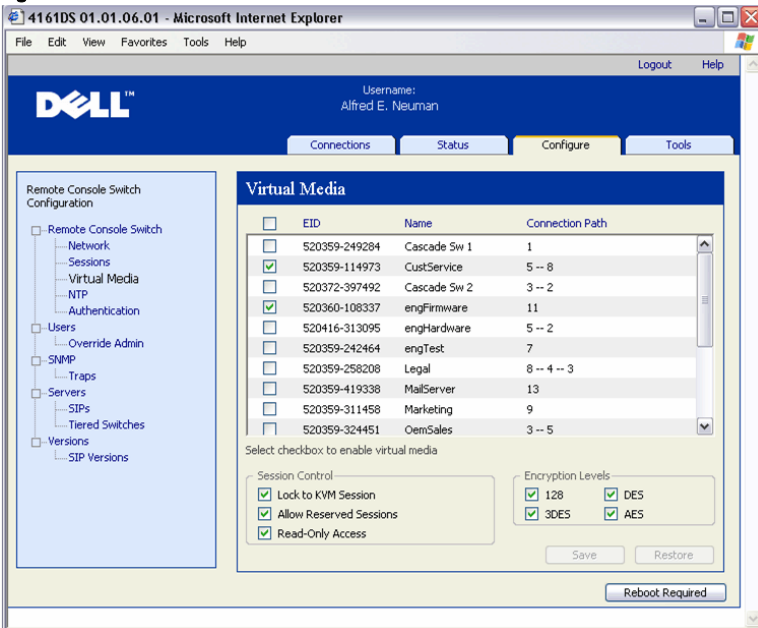 4161DS 01.01.06.01 - Microsoft Internet Explorer
File Edit View Favorites Tools Help
Logout Help
DELL™
Username:
Alfred E. Neuman
Connections Status Configure Tools
Remote Console Switch
Configuration
Remote Console Switch
Network
Sessions
Virtual Media
NTP
Authentication
Users
Override Admin
SNMP
Traps
Servers
SIPs
Tiered Switches
Versions
SIP Versions
Virtual Media
EID Name Connection Path
520359-249284 Cascade Sw 1 1
520359-114973 CustService 5 -- 8
520372-397492 Cascade Sw 2 3 -- 2
520360-108337 engFirmware 11
520416-313095 engHardware 5 -- 2
520359-242464 engTest 7
520359-258208 Legal 8 -- 4 -- 3
520359-419338 MailServer 13
520359-311458 Marketing 9
520359-324451 OemSales 3 -- 5
Select checkbox to enable virtual media
Session Control
Lock to KVM Session
Allow Reserved Sessions
Read-Only Access
Encryption Levels
128 DES
3DES AES
Save Restore
Reboot Required